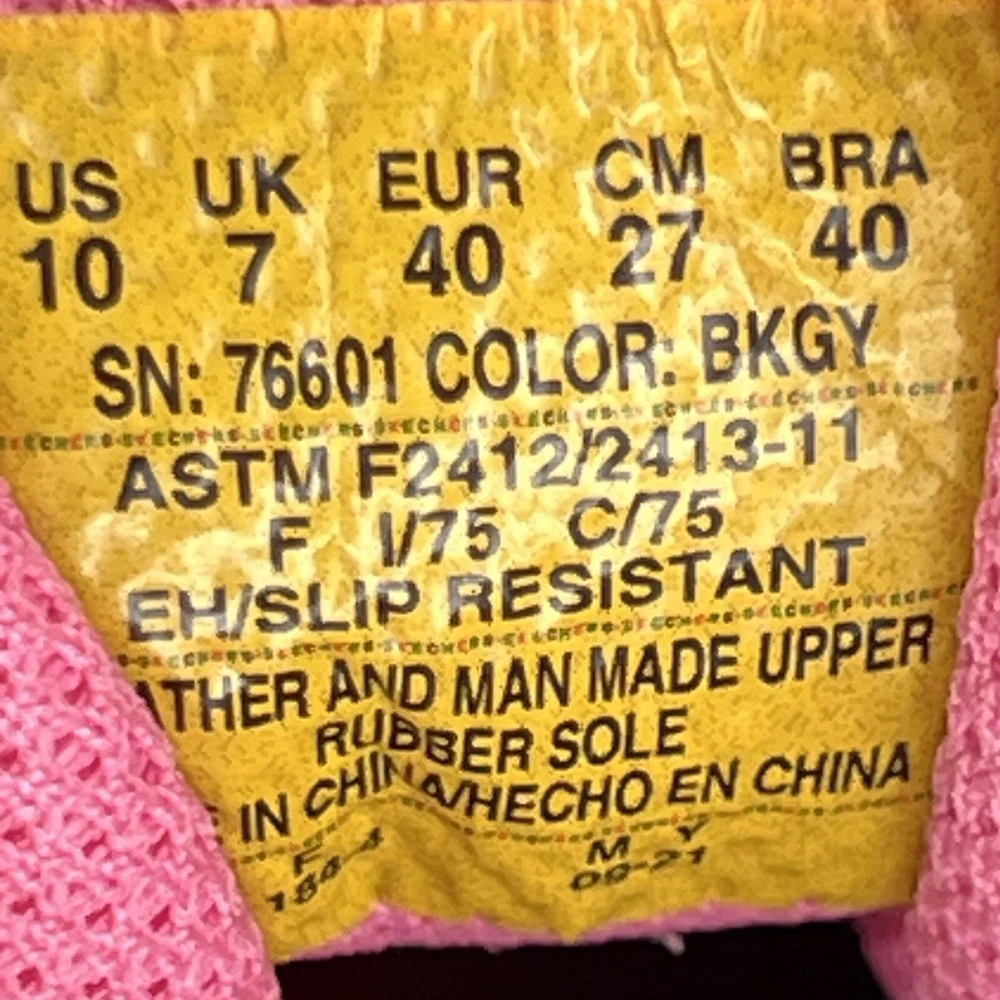 US UK EUR CM BRA
10 7 40 27 40
SN: 76601 COLOR: BKGY
ASTM F2412/2413-11
F I/75 C/75
EH/SLIP RESISTANT
ATHER AND MAN MADE UPPER
RUBBER SOLE
E IN CHINA/HECHO EN CHINA
F M Y
184-4 09-21